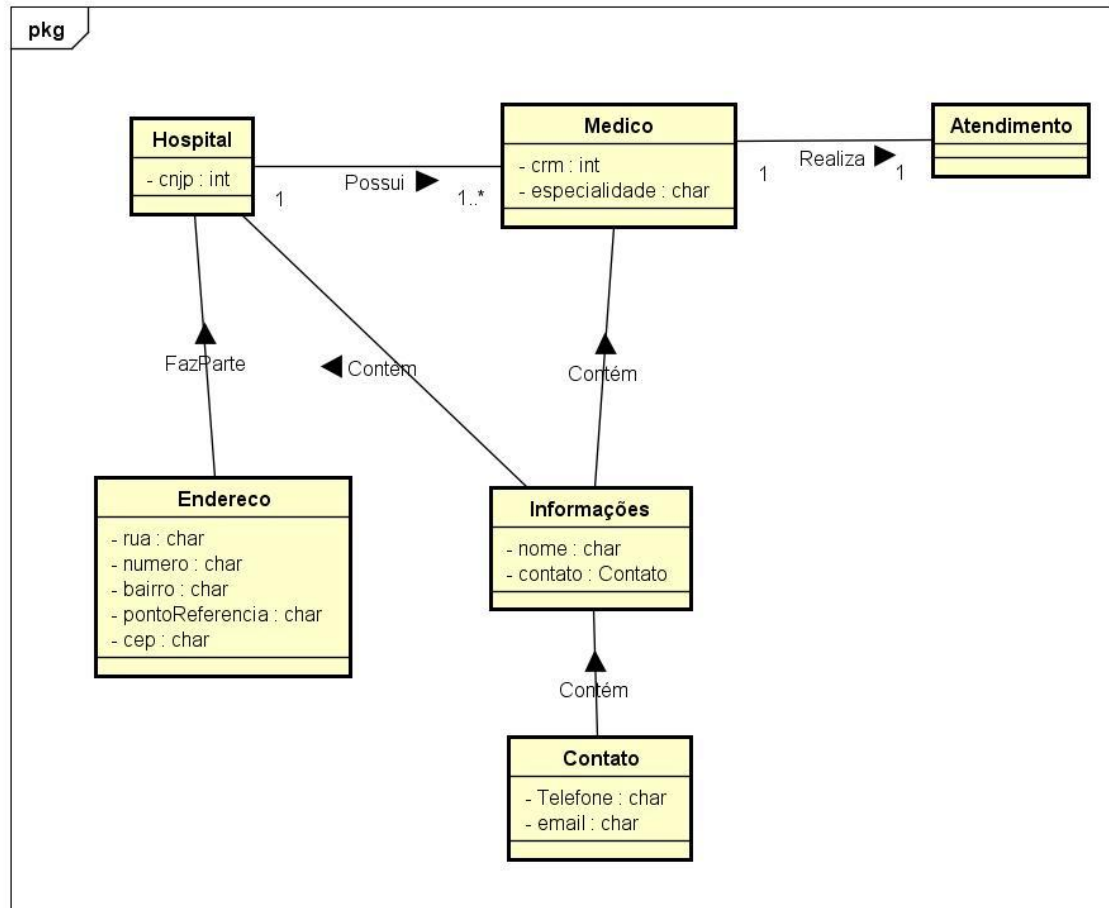 pkg
Hospital
- cnjp : int
Possui
1
1..*
Medico
- crm : int
- especialidade : char
Realiza
1
1
Atendimento
FazParte
Contém
Contém
Endereco
- rua : char
- numero : char
- bairro : char
- pontoReferencia : char
- cep : char
Informações
- nome : char
- contato : Contato
Contém
Contato
- Telefone : char
- email : char